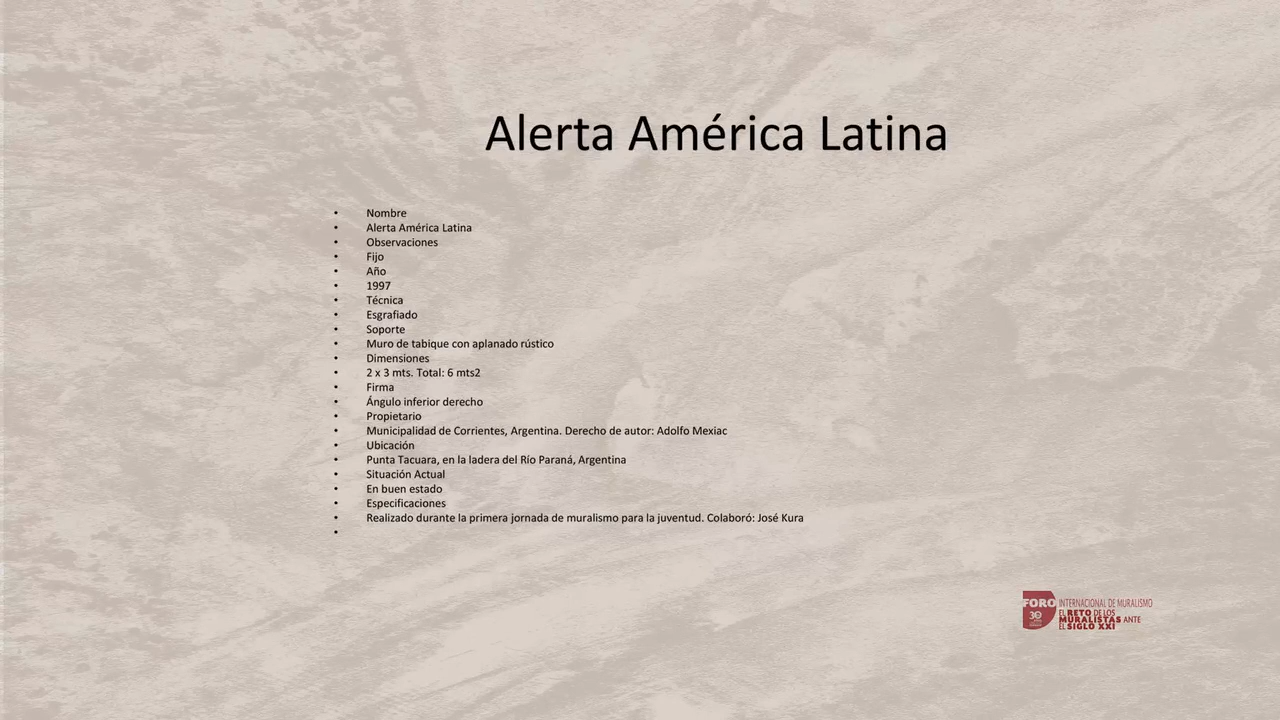 Alerta América Latina
• Nombre
• Alerta América Latina
• Observaciones
• Fijo
• Año
• 1997
• Técnica
• Esgrafiado
• Soporte
• Muro de tabique con aplanado rústico
• Dimensiones
• 2 x 3 mts. Total: 6 mts2
• Firma
• Ángulo inferior derecho
• Propietario
• Municipalidad de Corrientes, Argentina. Derecho de autor: Adolfo Mexiac
• Ubicación
• Punta Tacuara, en la ladera del Río Paraná, Argentina
• Situación Actual
• En buen estado
• Especificaciones
• Realizado durante la primera jornada de muralismo para la juventud. Colaboró: José Kura
•
FORO INTERNACIONAL DE MURALISMO
30
EL RETO DE LOS
MURALISTAS ANTE
EL SIGLO XXI